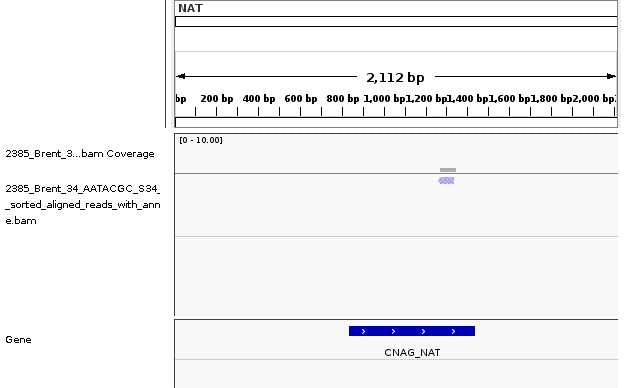 NAT
2,112 bp
bp 200 bp 400 bp 600 bp 800 bp 1,000 bp 1,200 bp 1,400 bp 1,600 bp 1,800 bp 2,000 bp
[0 - 10.00]
2385_Brent_3...bam Coverage
2385_Brent_34_AATACGC_S34_
_sorted_aligned_reads_with_ann
e.bam
Gene
CNAG_NAT